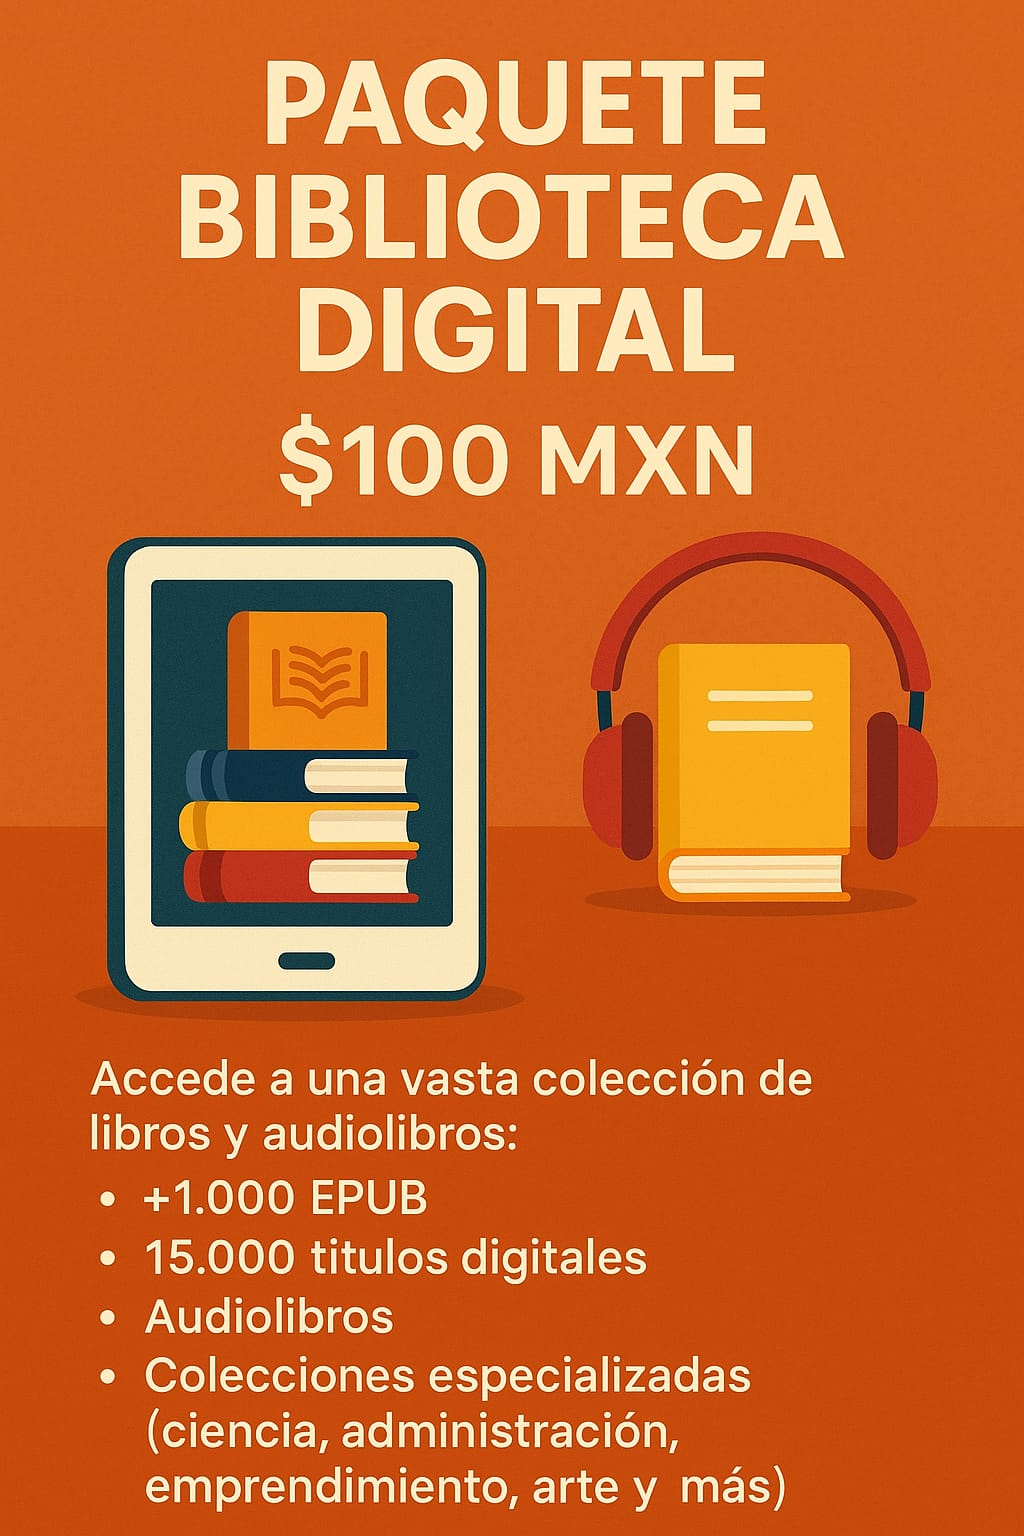 PAQUETE
BIBLIOTECA
DIGITAL
$100 MXN
Accede a una vasta colección de
libros y audiolibros:
• +1.000 EPUB
• 15.000 titulos digitales
• Audiolibros
• Colecciones especializadas
(ciencia, administración,
emprendimiento, arte y más)